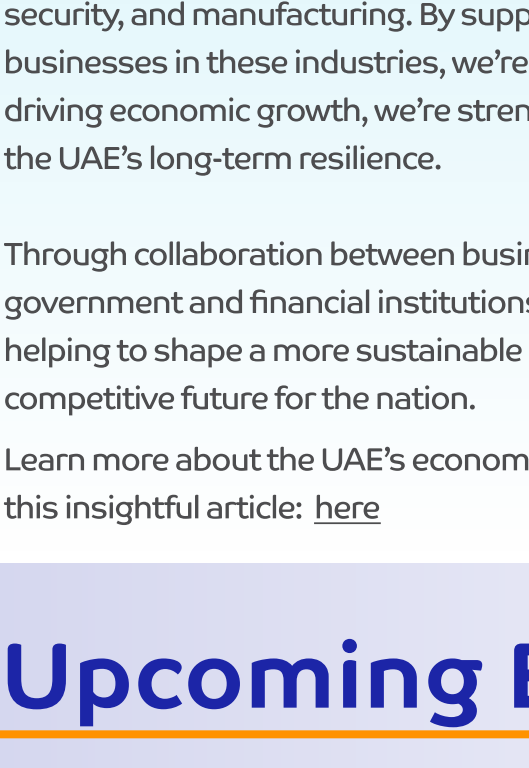 security, and manufacturing. By supp
businesses in these industries, we’re
driving economic growth, we’re stren
the UAE’s long-term resilience.
Through collaboration between busin
government and financial institutions
helping to shape a more sustainable
competitive future for the nation.
Learn more about the UAE’s econom
this insightful article: here
Upcoming